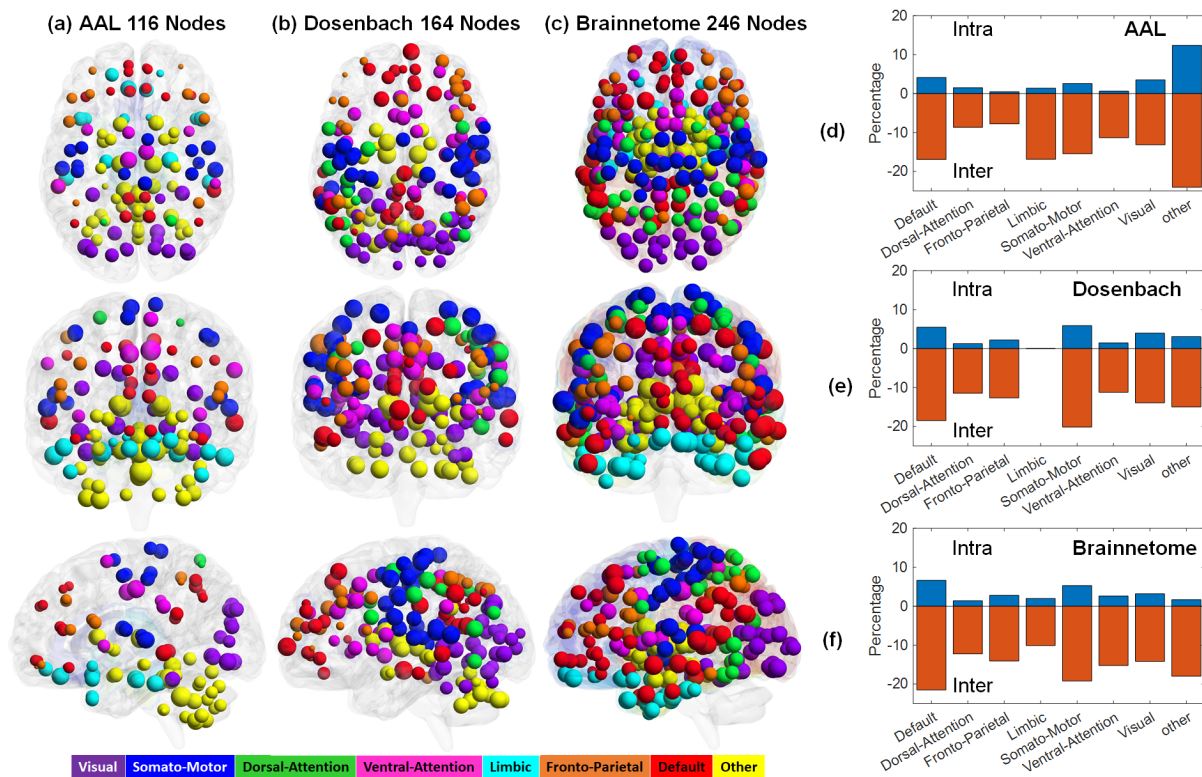 (a) AAL 116 Nodes
(b) Dosenbach 164 Nodes
(c) Brainnetome 246 Nodes
(d)
Percentage
20
10
0
-10
-20
Intra
AAL
Inter
Default
Dorsal-Attention
Fronto-Parietal
Limbic
Somato-Motor
Ventral-Attention
Visual
other
(e)
Percentage
20
10
0
-10
-20
Intra
Dosenbach
Inter
Default
Dorsal-Attention
Fronto-Parietal
Limbic
Somato-Motor
Ventral-Attention
Visual
other
(f)
Percentage
20
10
0
-10
-20
Intra
Brainnetome
Inter
Default
Dorsal-Attention
Fronto-Parietal
Limbic
Somato-Motor
Ventral-Attention
Visual
other
Visual Somato-Motor Dorsal-Attention Ventral-Attention Limbic Fronto-Parietal Default Other